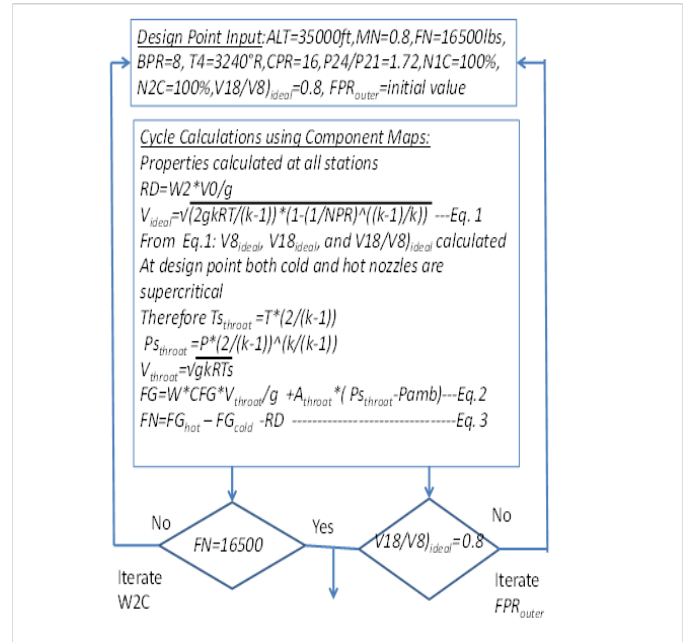 Design Point Input:ALT=35000ft,MN=0.8,FN=16500lbs,
BPR=8, T4=3240°R,CPR=16,P24/P21=1.72,N1C=100%,
N2C=100%,V18/V8)ideal=0.8, FPRouter=initial value
Cycle Calculations using Component Maps:
Properties calculated at all stations
RD=W2*V0/g
Videal=√(2gkRT/(k-1))*(1-(1/NPR)^((k-1)/k)) ---Eq. 1
From Eq.1: V8ideal, V18ideal, and V18/V8)ideal calculated
At design point both cold and hot nozzles are
supercritical
Therefore Tsthroat =T*(2/(k-1))
Psthroat =P*(2/(k-1))^(k/(k-1))
Vthroat=√gkRTs
FG=W*CFG*Vthroat/g +Athroat*( Psthroat-Pamb)---Eq.2
FN=FGhot – FGcold -RD ------------------------------Eq. 3
No
Yes
No
FN=16500
V18/V8)ideal=0.8
Iterate
W2C
Iterate
FPRouter